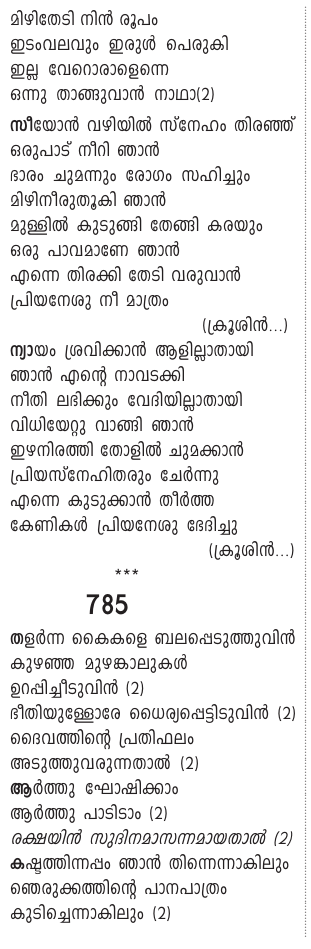 മിഴിതേടി നിൻ രൂപം
ഇടംവലവും ഇരുൾ പെരുകി
ഇല്ല വേറൊരാളെന്നെ
ഒന്നു താങ്ങുവാൻ നാഥാ(2)
സീയോൻ വഴിയിൽ സ്നേഹം തിരഞ്ഞ്
ഒരുപാട് നീറി ഞാൻ
ഭാരം ചുമന്നും രോഗം സഹിച്ചും
മിഴിനീരുതൂകി ഞാൻ
മുള്ളിൽ കുടുങ്ങി തേങ്ങി കരയും
ഒരു പാവമാണേ ഞാൻ
എന്നെ തിരക്കി തേടി വരുവാൻ
പ്രിയനേശു നീ മാത്രം
(ക്രൂശിൻ...)
ന്യായം ശ്രവിക്കാൻ ആളില്ലാതായി
ഞാൻ എന്റെ നാവടക്കി
നീതി ലഭിക്കും വേദിയില്ലാതായി
വിധിയേറ്റു വാങ്ങി ഞാൻ
ഇഴനിരത്തി തോളിൽ ചുമക്കാൻ
പ്രിയസ്നേഹിതരും ചേർന്നു
എന്നെ കുടുക്കാൻ തീർത്ത
കേണികൾ പ്രിയനേശു ഭേദിച്ചു
(ക്രൂശിൻ...)
***
785
തളർന്ന കൈകളെ ബലപ്പെടുത്തുവിൻ
കുഴഞ്ഞ മുഴങ്കാലുകൾ
ഉറപ്പിച്ചീടുവിൻ (2)
ഭീതിയുള്ളോരേ ധൈര്യപ്പെട്ടിടുവിൻ (2)
ദൈവത്തിന്റെ പ്രതിഫലം
അടുത്തുവരുന്നതാൽ (2)
ആർത്തു ഘോഷിക്കാം
ആർത്തു പാടിടാം (2)
രക്ഷയിൻ സുദിനമാസന്നമായതാൽ (2)
കഷ്ടത്തിന്നപ്പം ഞാൻ തിന്നെന്നാകിലും
ഞെരുക്കത്തിന്റെ പാനപാത്രം
കുടിച്ചെന്നാകിലും (2)